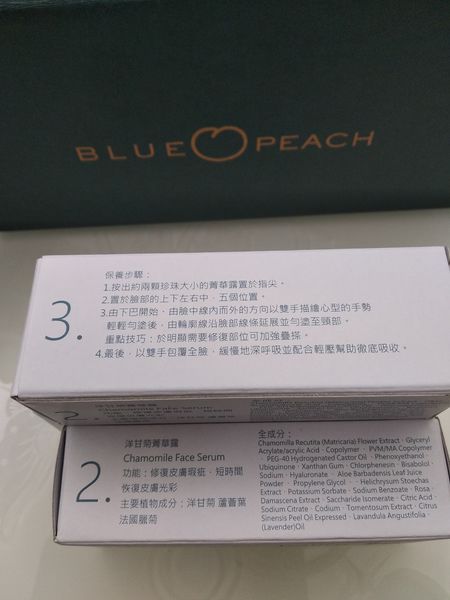 BLUE PEACH
3.
保養步驟：
1.按出約兩顆珍珠大小的菁華露置於指尖。
2.置於臉部的上下左右中，五個位置。
3.由下巴開始，由臉中線內而外的方向以雙手描繪心型的手勢
輕輕勻塗後，由輪廓線沿臉部線條延展並勻塗至頸部。
重點技巧：於明顯需要修復部位可加強疊擦。
4.最後，以雙手包覆全臉，緩慢地深呼吸並配合輕壓幫助徹底吸收。
Chamomile Face Serum
2.
洋甘菊菁華露
Chamomile Face Serum
功能：修復皮膚瑕疵，短時間
恢復皮膚光彩
主要植物成分：洋甘菊 蘆薈葉
法國臘菊
全成分：
Chamomilla Recutita (Matricaria) Flower Extract、Glyceryl
Acrylate/acrylic Acid、Copolymer、PVM/MA Copolymer
、PEG-40 Hydrogenated Castor Oil、Phenoxyethanol、
Ubiquinone、Xanthan Gum、Chlorphenesin、Bisabolol、
Sodium、Hyaluronate、Aloe Barbadensis Leaf Juice
Powder、Propylene Glycol、、Helichrysum Stoechas
Extract、Potassium Sorbate、Sodium Benzoate、Rosa
Damascena Extract、Saccharide Isomerate、Citric Acid、
Sodium Citrate、Codium、Tomentosum Extract、Citrus
Sinensis Peel Oil Expressed、Lavandula Angustifolia、
(Lavender)Oil